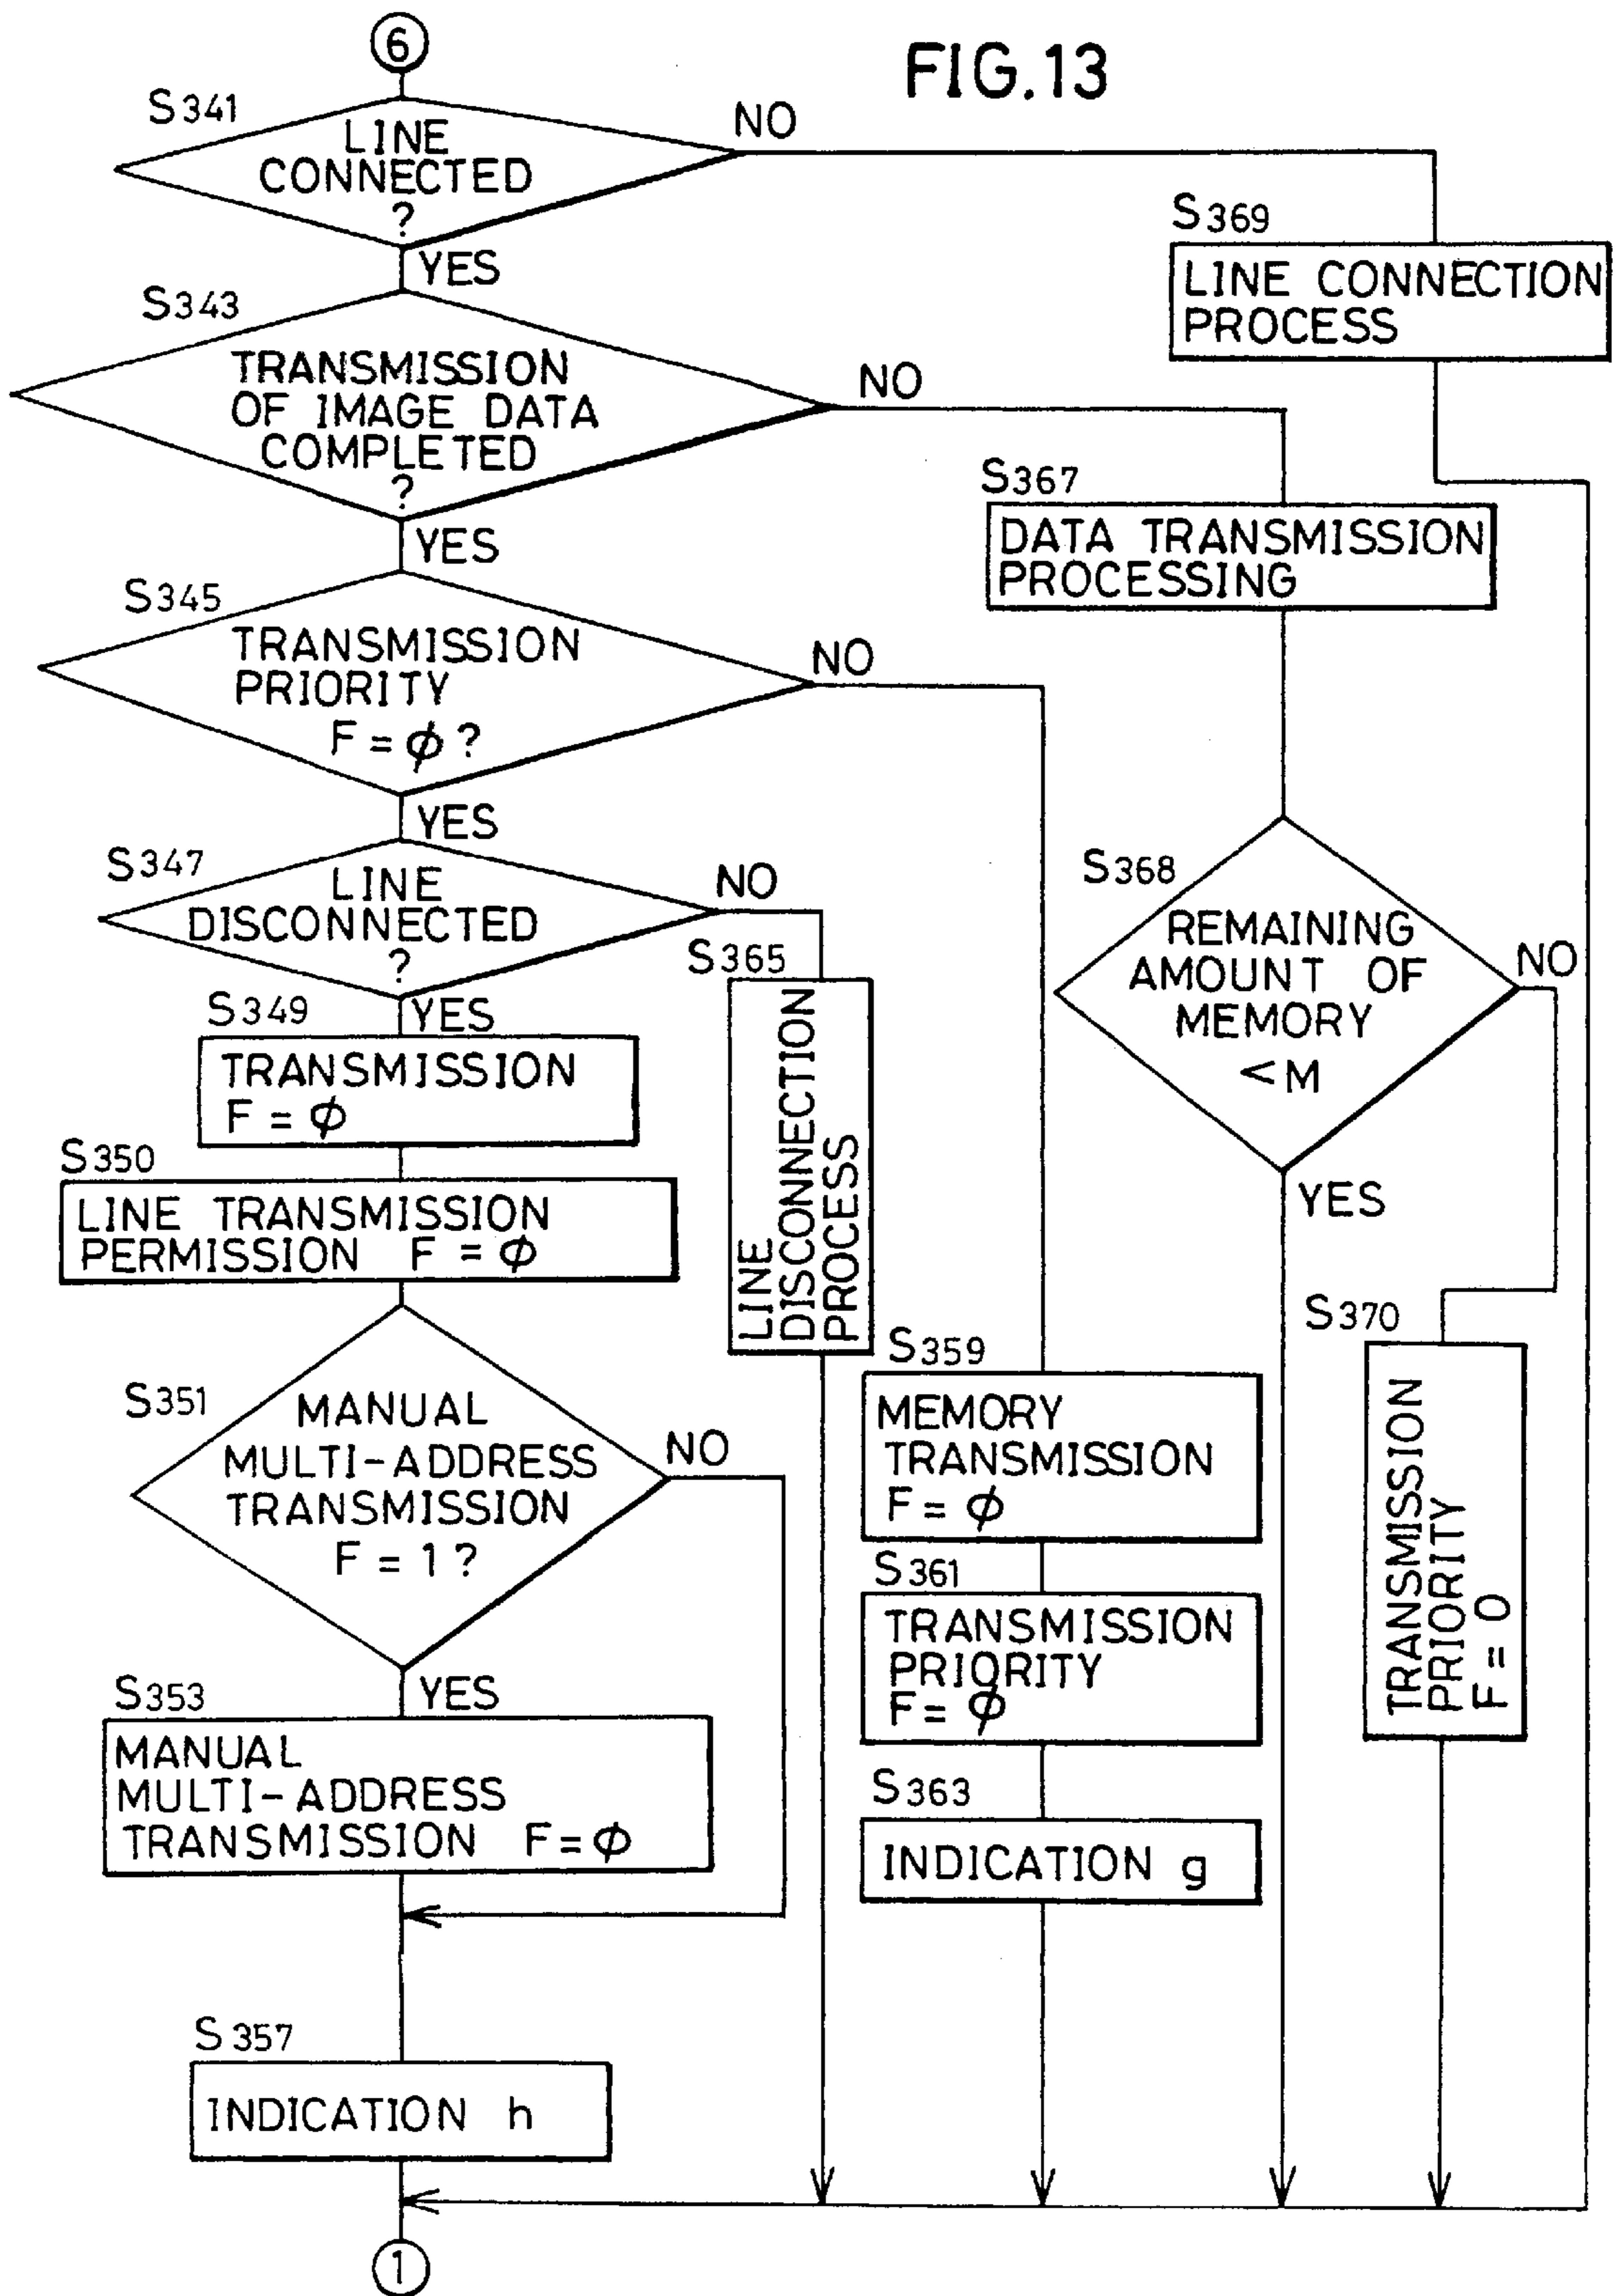 FIG.13
6
S341
LINE
CONNECTED
?
NO
YES
S369
LINE CONNECTION
PROCESS
S343
TRANSMISSION
OF IMAGE DATA
COMPLETED
?
NO
YES
S367
DATA TRANSMISSION
PROCESSING
S345
TRANSMISSION
PRIORITY
F = ϕ ?
NO
YES
S347
LINE
DISCONNECTED
?
NO
YES
S365
LINE
DISCONNECTION
PROCESS
S368
REMAINING
AMOUNT OF
MEMORY
< M
NO
YES
S349
TRANSMISSION
F = ϕ
S350
LINE TRANSMISSION
PERMISSION F = ϕ
S351
MANUAL
MULTI-ADDRESS
TRANSMISSION
F = 1 ?
NO
YES
S359
MEMORY
TRANSMISSION
F = ϕ
S370
TRANSMISSION
PRIORITY
F = 0
S361
TRANSMISSION
PRIORITY
F = ϕ
S353
MANUAL
MULTI-ADDRESS
TRANSMISSION F = ϕ
S363
INDICATION g
S357
INDICATION h
1